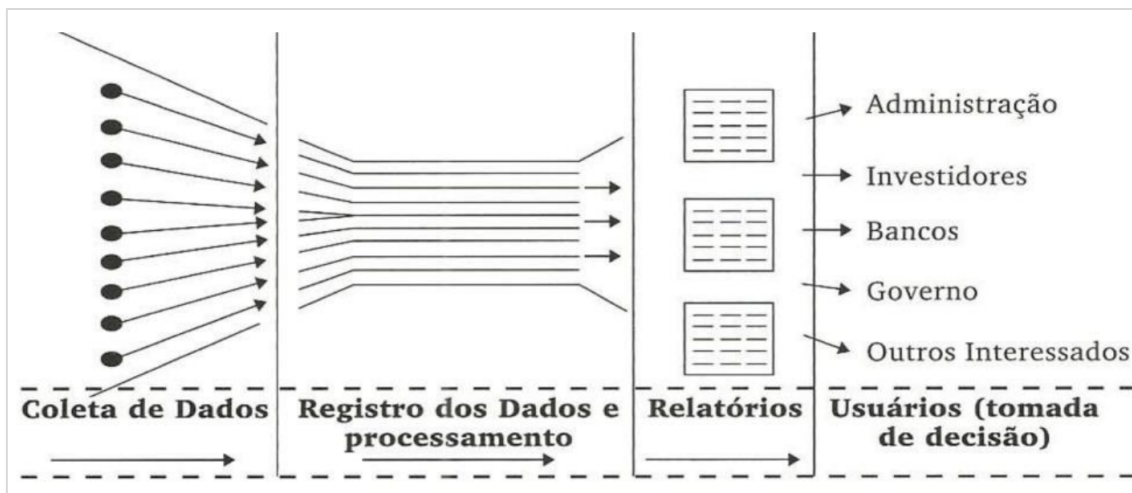 Administração
Investidores
Bancos
Governo
Outros Interessados
Coleta de Dados
Registro dos Dados e
processamento
Relatórios
Usuários (tomada
de decisão)